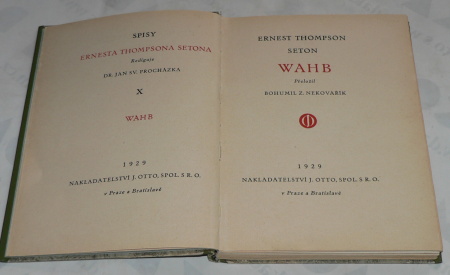 SPISY
ERNESTA THOMPSONA SETONA
Rediguje
DR. JAN SV. PROCHÁZKA
X
WAHB
1929
NAKLADATELSTVÍ J. OTTO, SPOL. S R. O.
v Praze a Bratislavě
ERNEST THOMPSON
SETON
WAHB
Přeložil
BOHUMIL Z. NEKOVAŘÍK
1929
NAKLADATELSTVÍ J. OTTO, SPOL. S R. O.
v Praze a Bratislavě